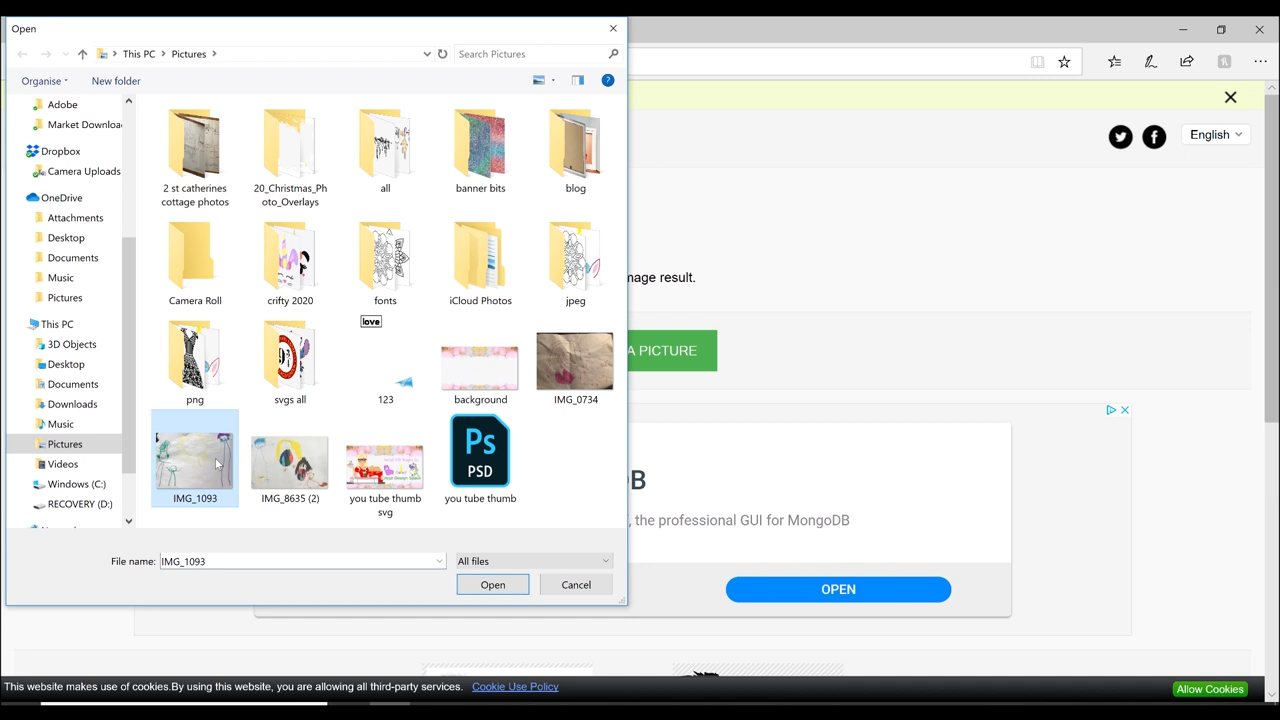 Open
This PC
Pictures
Search Pictures
Organise
New folder
?
Adobe
Market Downloa
Dropbox
Camera Uploads
OneDrive
Attachments
Desktop
Documents
Music
Pictures
This PC
3D Objects
Desktop
Documents
Downloads
Music
Pictures
Videos
Windows (C:)
RECOVERY (D:)
2 st catherines
cottage photos
20_Christmas_Ph
oto_Overlays
all
banner bits
blog
Camera Roll
crifty 2020
fonts
iCloud Photos
jpeg
love
png
svgs all
123
background
IMG_0734
Ps
PSD
IMG_1093
IMG_8635 (2)
you tube thumb
svg
you tube thumb
File name:
IMG_1093
All files
Open
Cancel
English
mage result.
A PICTURE
OB
, the professional GUI for MongoDB
OPEN
This website makes use of cookies.By using this website, you are allowing all third-party services. Cookie Use Policy
Allow Cookies